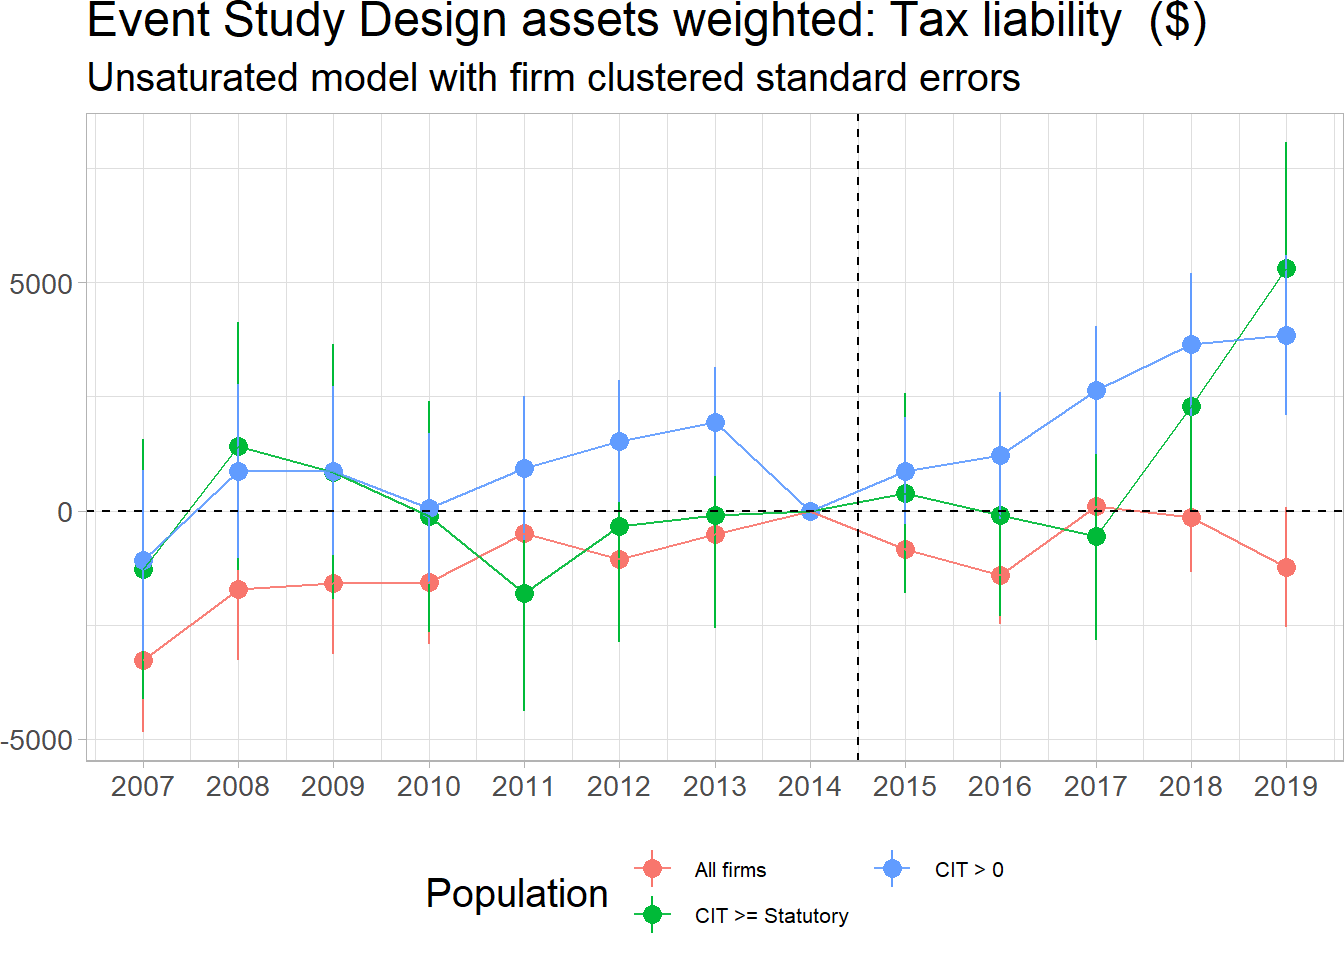 Event Study Design assets weighted: Tax liability  ($)
Unsaturated model with firm clustered standard errors
5000
0
-5000
2007 2008 2009 2010 2011 2012 2013 2014 2015 2016 2017 2018 2019
Population
All firms
CIT >= Statutory
CIT > 0